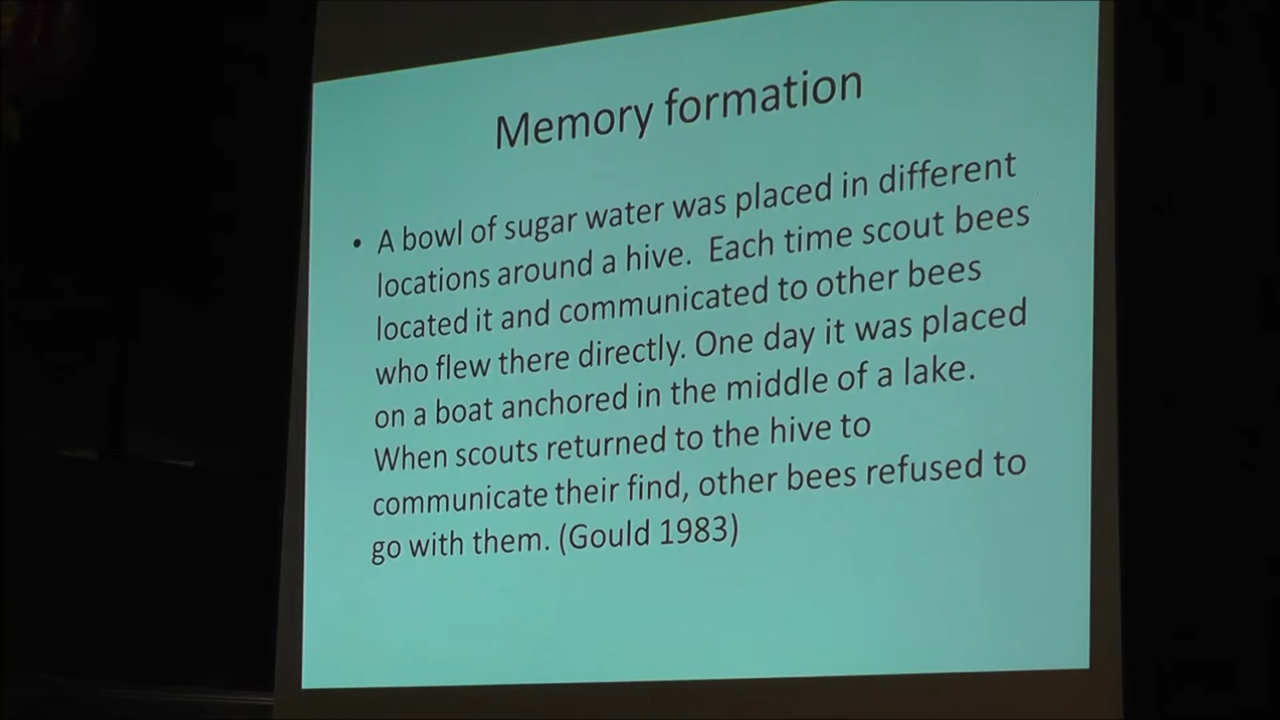 Memory formation
• A bowl of sugar water was placed in different
locations around a hive.  Each time scout bees
located it and communicated to other bees
who flew there directly. One day it was placed
on a boat anchored in the middle of a lake.
When scouts returned to the hive to
communicate their find, other bees refused to
go with them. (Gould 1983)